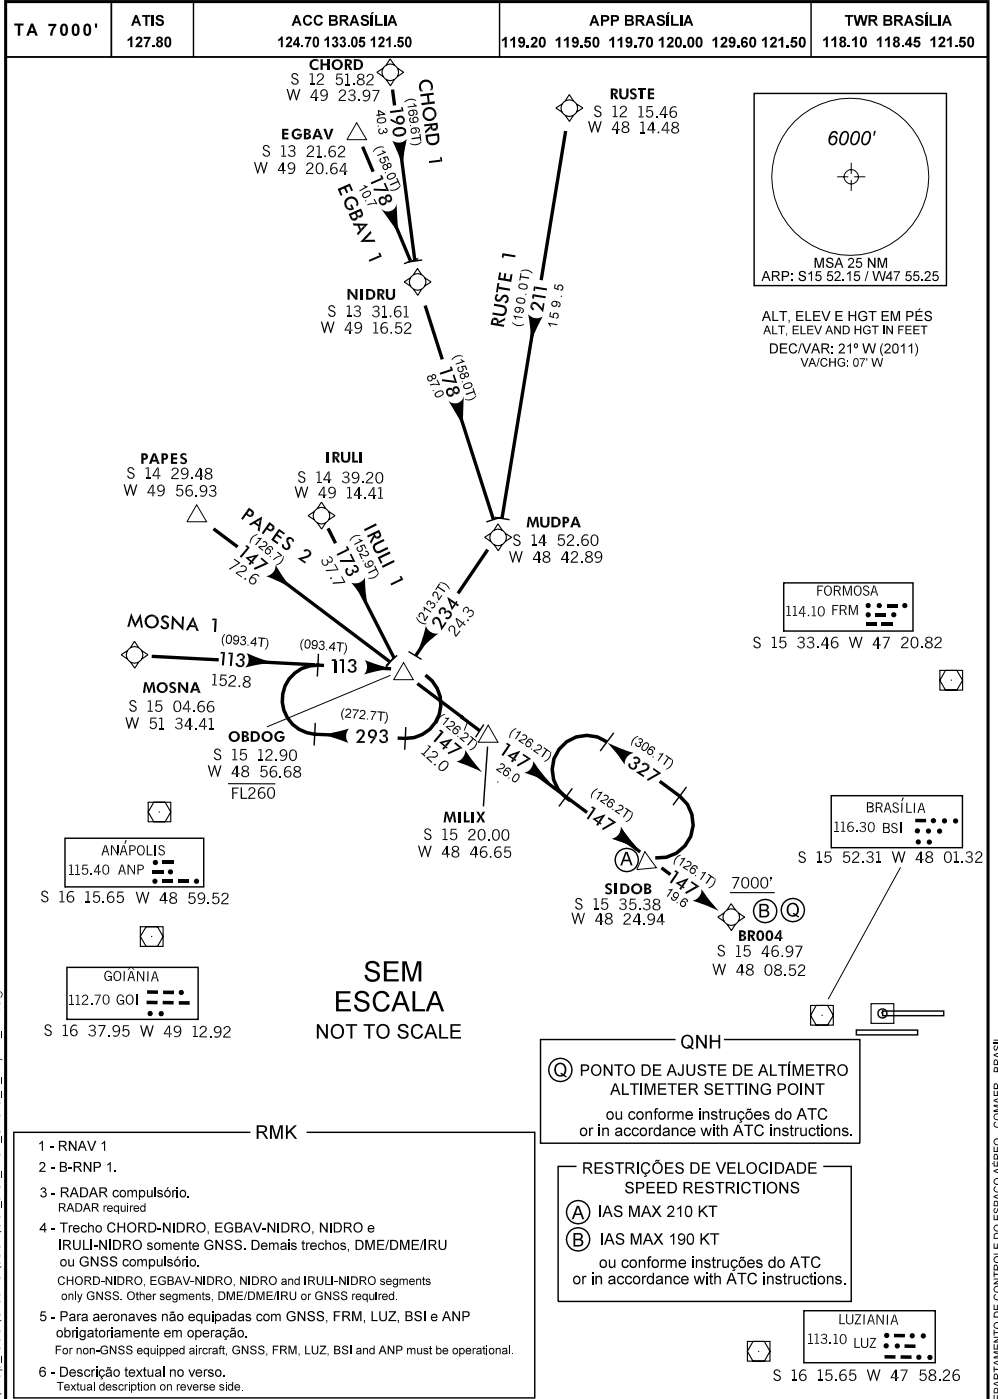 TA 7000'
ATIS
127.80
ACC BRASÍLIA
124.70 133.05 121.50
APP BRASÍLIA
119.20 119.50 119.70 120.00 129.60 121.50
TWR BRASÍLIA
118.10 118.45 121.50
CHORD
S 12 51.82
W 49 23.97
(169.6T)
190
40.3
CHORD 1
EGBAV
S 13 21.62
W 49 20.64
(158.0T)
178
10.7
EGBAV 1
RUSTE
S 12 15.46
W 48 14.48
RUSTE 1
(190.0T)
211
159.5
6000'
MSA 25 NM
ARP: S15 52.15 / W47 55.25
ALT, ELEV E HGT EM PÉS
ALT, ELEV AND HGT IN FEET
DEC/VAR: 21º W (2011)
VA/CHG: 07' W
NIDRU
S 13 31.61
W 49 16.52
(158.0T)
178
87.0
PAPES
S 14 29.48
W 49 56.93
PAPES 2
(126.7)
147
72.6
IRULI
S 14 39.20
W 49 14.41
IRULI 1
(152.9T)
173
37.7
MUDPA
S 14 52.60
W 48 42.89
(213.2T)
234
24.3
FORMOSA
114.10 FRM
S 15 33.46 W 47 20.82
MOSNA 1
(093.4T)
113
152.8
(093.4T)
113
MOSNA
S 15 04.66
W 51 34.41
(272.7T)
293
OBDOG
S 15 12.90
W 48 56.68
FL260
(126.2T)
147
12.0
MILIX
S 15 20.00
W 48 46.65
(126.2T)
147
26.0
(306.1T)
327
(126.2T)
147
A
SIDOB
S 15 35.38
W 48 24.94
(126.1T)
147
19.6
7000'
B Q
BR004
S 15 46.97
W 48 08.52
BRASÍLIA
116.30 BSI
S 15 52.31 W 48 01.32
ANÁPOLIS
115.40 ANP
S 16 15.65 W 48 59.52
GOIÂNIA
112.70 GOI
S 16 37.95 W 49 12.92
SEM
ESCALA
NOT TO SCALE
QNH
Q PONTO DE AJUSTE DE ALTÍMETRO
ALTIMETER SETTING POINT
ou conforme instruções do ATC
or in accordance with ATC instructions.
RESTRIÇÕES DE VELOCIDADE
SPEED RESTRICTIONS
A IAS MAX 210 KT
B IAS MAX 190 KT
ou conforme instruções do ATC
or in accordance with ATC instructions.
RMK
1 - RNAV 1
2 - B-RNP 1.
3 - RADAR compulsório.
RADAR required
4 - Trecho CHORD-NIDRO, EGBAV-NIDRO, NIDRO e
IRULI-NIDRO somente GNSS. Demais trechos, DME/DME/IRU
ou GNSS compulsório.
CHORD-NIDRO, EGBAV-NIDRO, NIDRO and IRULI-NIDRO segments
only GNSS. Other segments, DME/DME/IRU or GNSS required.
5 - Para aeronaves não equipadas com GNSS, FRM, LUZ, BSI e ANP
obrigatoriamente em operação.
For non-GNSS equipped aircraft, GNSS, FRM, LUZ, BSI and ANP must be operational.
6 - Descrição textual no verso.
Textual description on reverse side.
LUZIANIA
113.10 LUZ
S 16 15.65 W 47 58.26
DE CONTROLE DO ESPAÇO AÉREO - COMAER - BRASIL